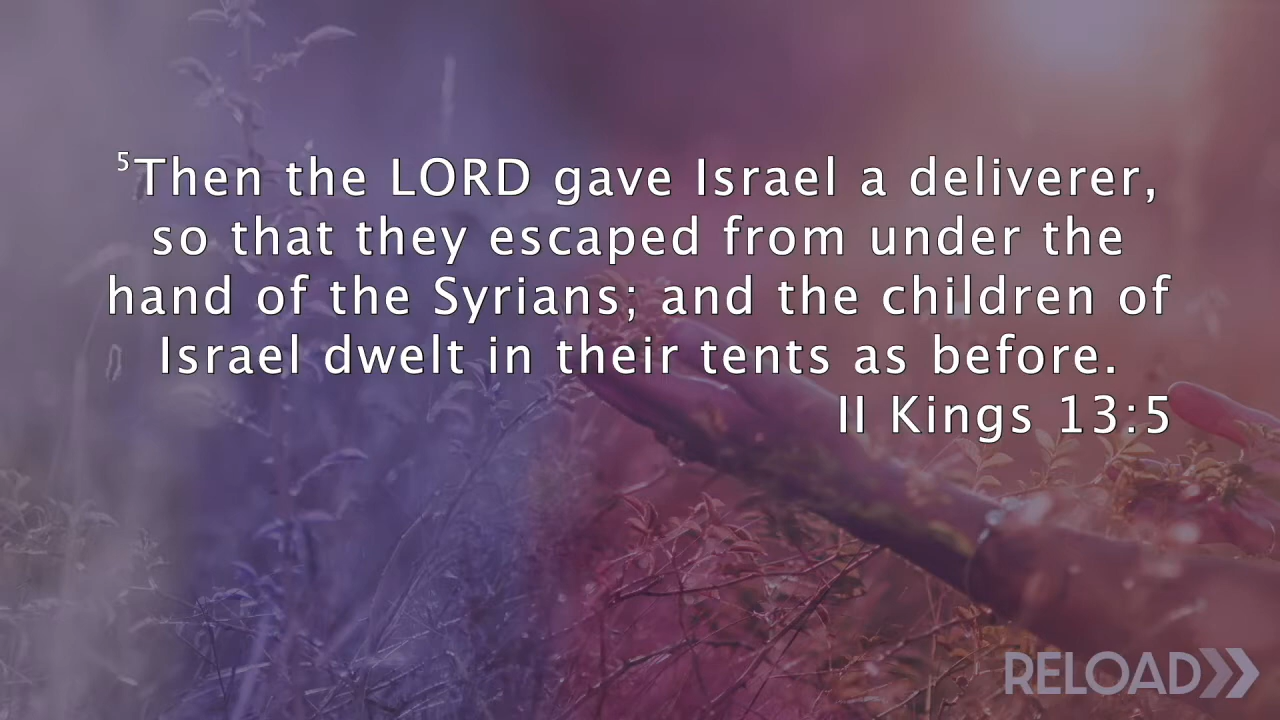 5Then the LORD gave Israel a deliverer,
so that they escaped from under the
hand of the Syrians; and the children of
Israel dwelt in their tents as before.
II Kings 13:5
RELOAD